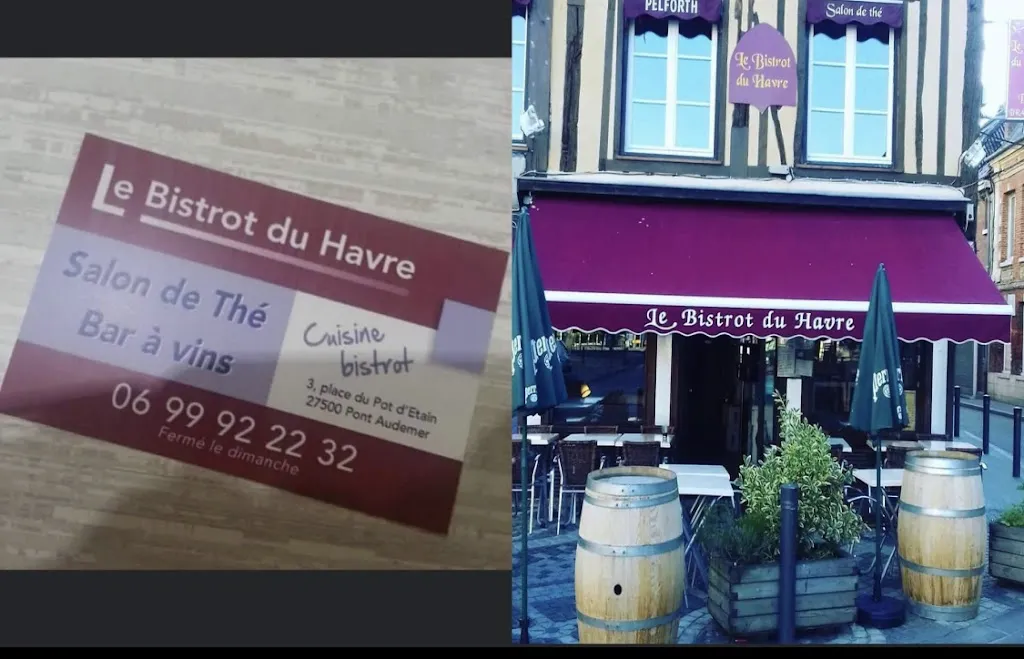 Le Bistrot du Havre
Salon de Thé
Bar à vins
Cuisine
bistrot
3, place du Pot d'Etain
27500 Pont Audemer
06 99 92 22 32
Fermé le dimanche
PELFORTH
Salon de thé
Le Bistrot
du Havre
Le Bistrot du Havre